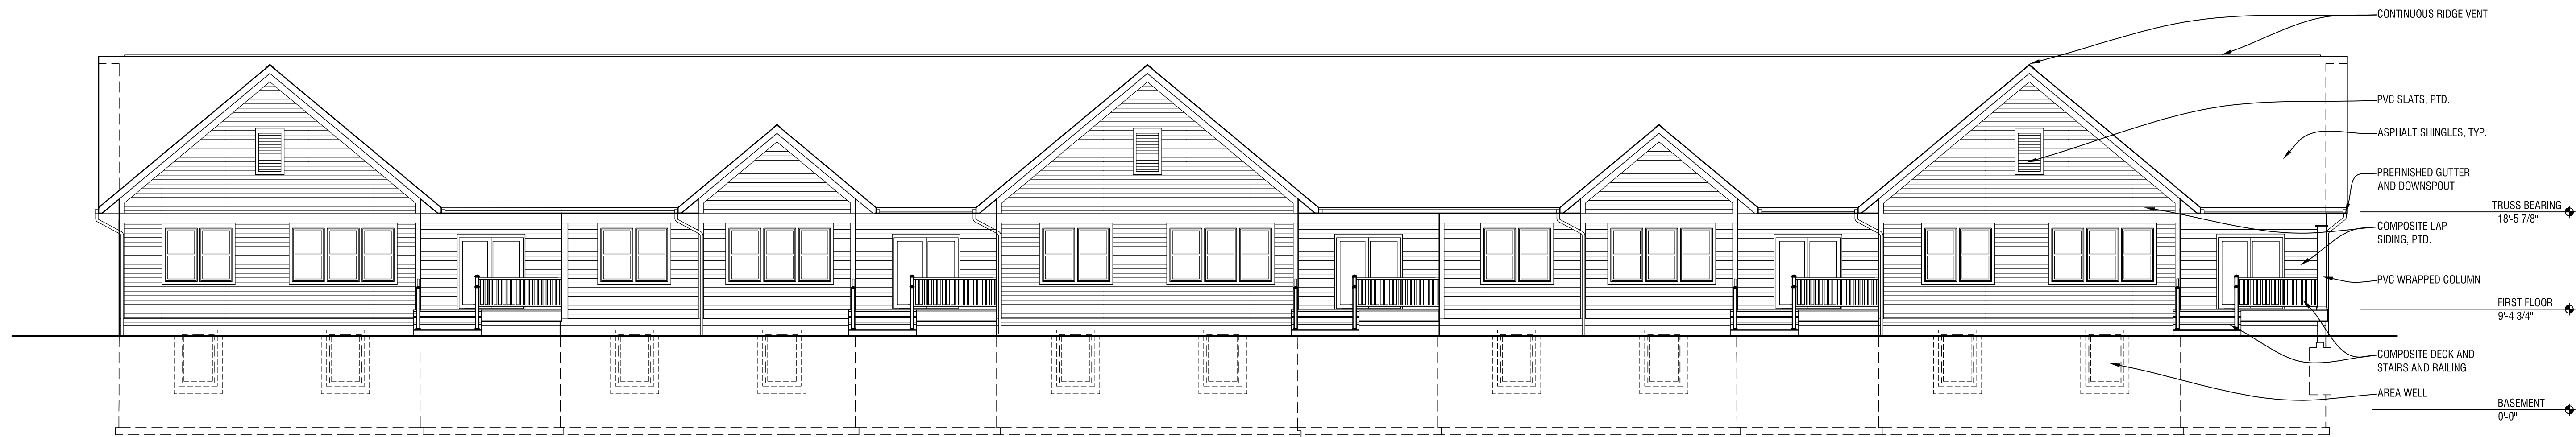 CONTINUOUS RIDGE VENT
PVC SLATS, PTD.
ASPHALT SHINGLES, TYP.
PREFINISHED GUTTER
AND DOWNSPOUT
TRUSS BEARING
18'-5 7/8"
COMPOSITE LAP
SIDING, PTD.
PVC WRAPPED COLUMN
FIRST FLOOR
9'-4 3/4"
COMPOSITE DECK AND
STAIRS AND RAILING
AREA WELL
BASEMENT
0'-0"